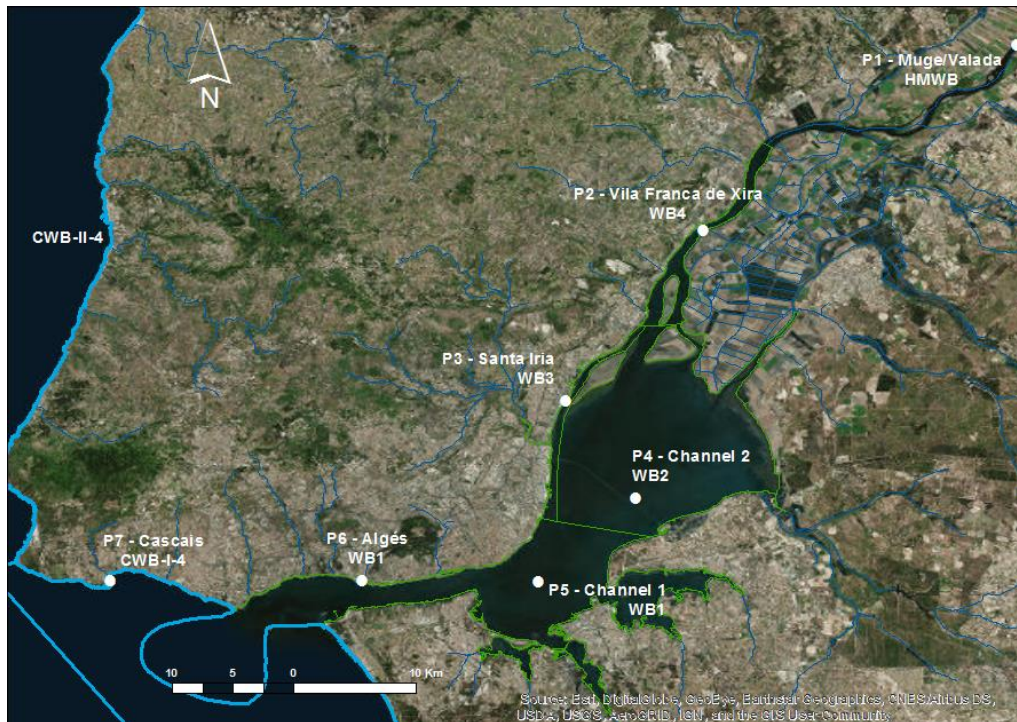 N
P1 - Muge/Valada
HMWB
P2 - Vila Franca de Xira
WB4
CWB-II-4
P3 - Santa Iria
WB3
P4 - Channel 2
WB2
P7 - Cascais
CWB-I-4
P6 - Algés
WB1
P5 - Channel 1
WB1
10 5 0 10 Km
Source: Esri, DigitalGlobe, GeoEye, Earthstar Geographics, CNES/Airbus DS,
USDA, USGS, AeroGRID, IGN, and the GIS User Community